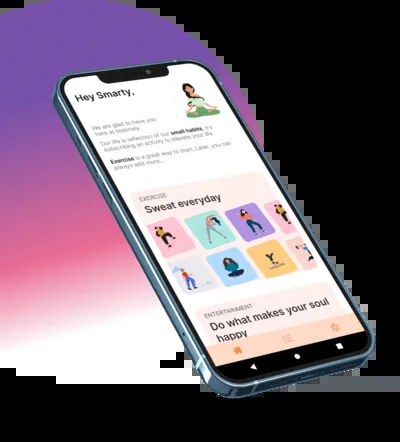 Hey Smarty,
We are glad to have you
here at
Our life is reflection of our small habits, try
subscribing an activity to elevate your life.
Exercise is a great way to start. Later, you can
always add more...
EXERCISE
Sweat everyday
ENTERTAINMENT
Do what makes your soul
happy